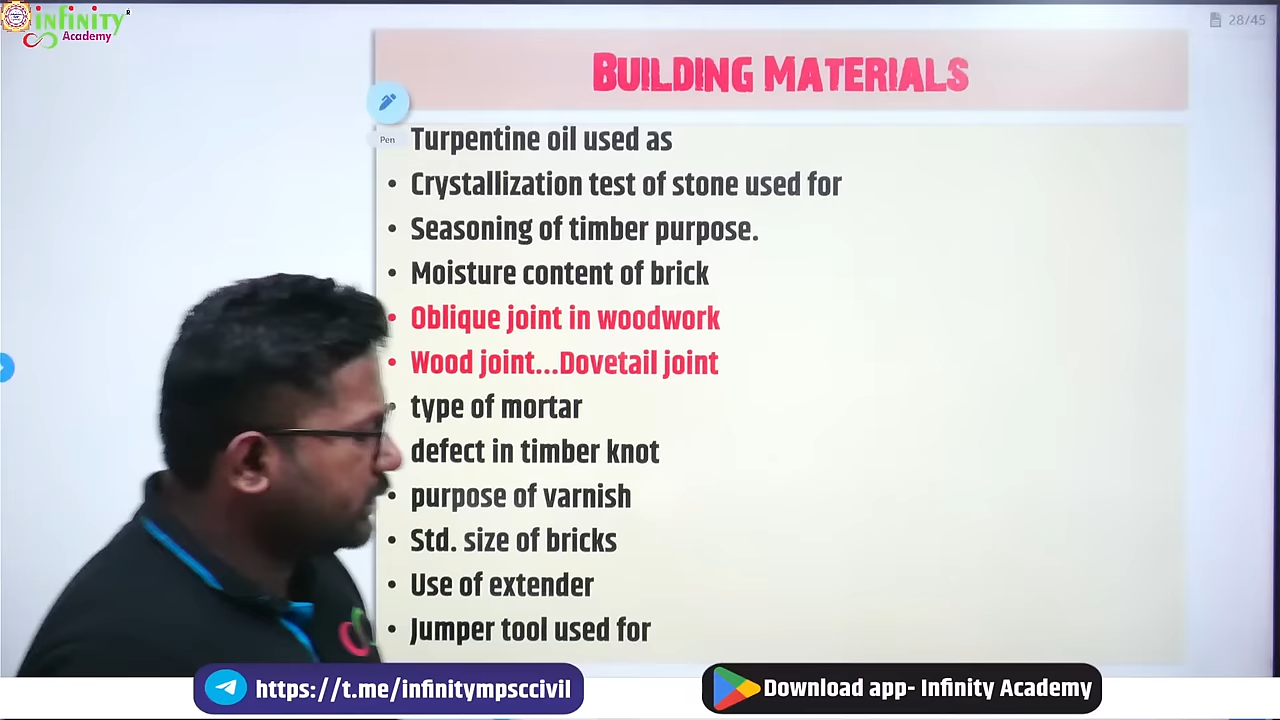 infinity
Academy
28/45
BUILDING MATERIALS
Pen
Turpentine oil used as
• Crystallization test of stone used for
• Seasoning of timber purpose.
• Moisture content of brick
• Oblique joint in woodwork
• Wood joint...Dovetail joint
• type of mortar
defect in timber knot
• purpose of varnish
• Std. size of bricks
• Use of extender
• Jumper tool used for
https://t.me/infinitympsccivil
Download app- Infinity Academy